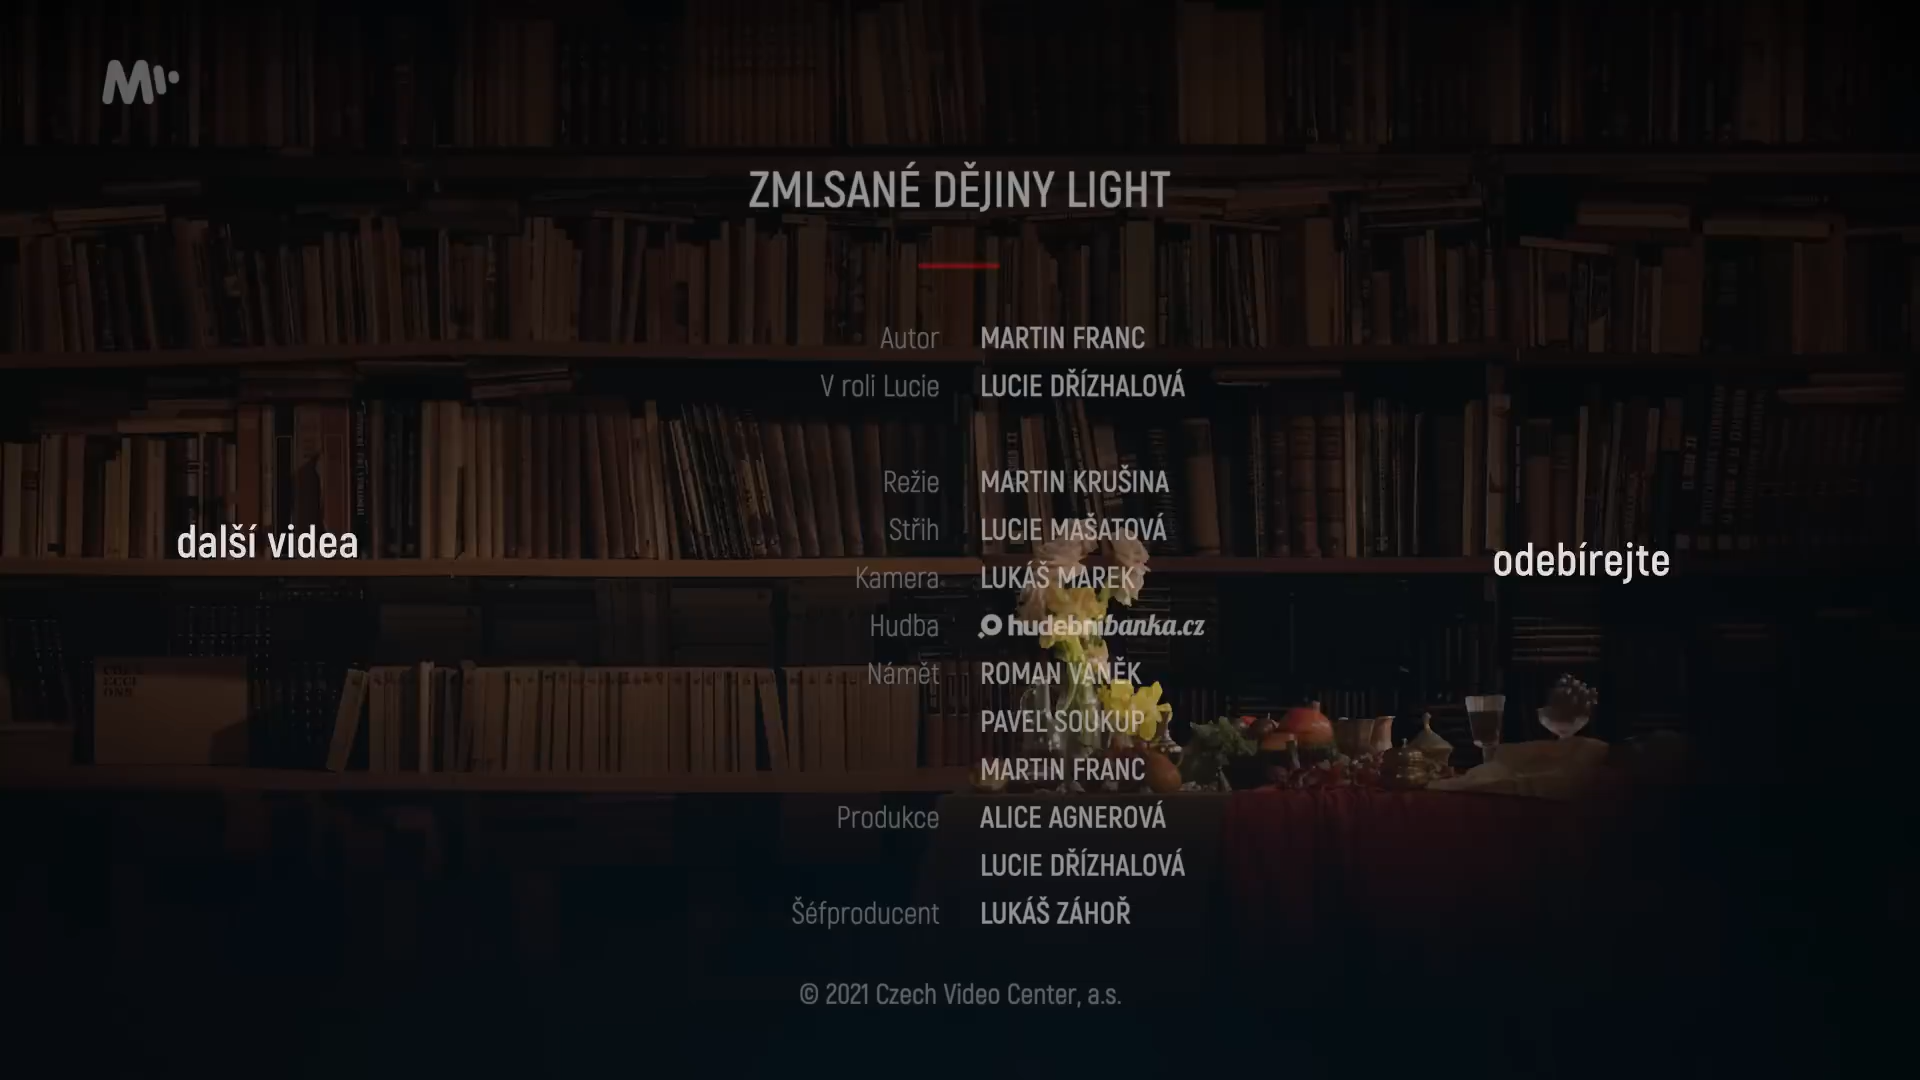 ZMLSANÉ DĚJINY LIGHT
Autor MARTIN FRANC
V roli Lucie LUCIE DŘÍZHALOVÁ
Režie MARTIN KRUŠINA
Střih LUCIE MAŠATOVÁ
Kamera LUKÁŠ MAREK
Hudba hudebníbanka.cz
Námět ROMAN VANĚK
PAVEL SOUKUP
MARTIN FRANC
Produkce ALICE AGNEROVÁ
LUCIE DŘÍZHALOVÁ
Šéfproducent LUKÁŠ ZÁHOŘ
© 2021 Czech Video Center, a.s.
další videa
odebírejte